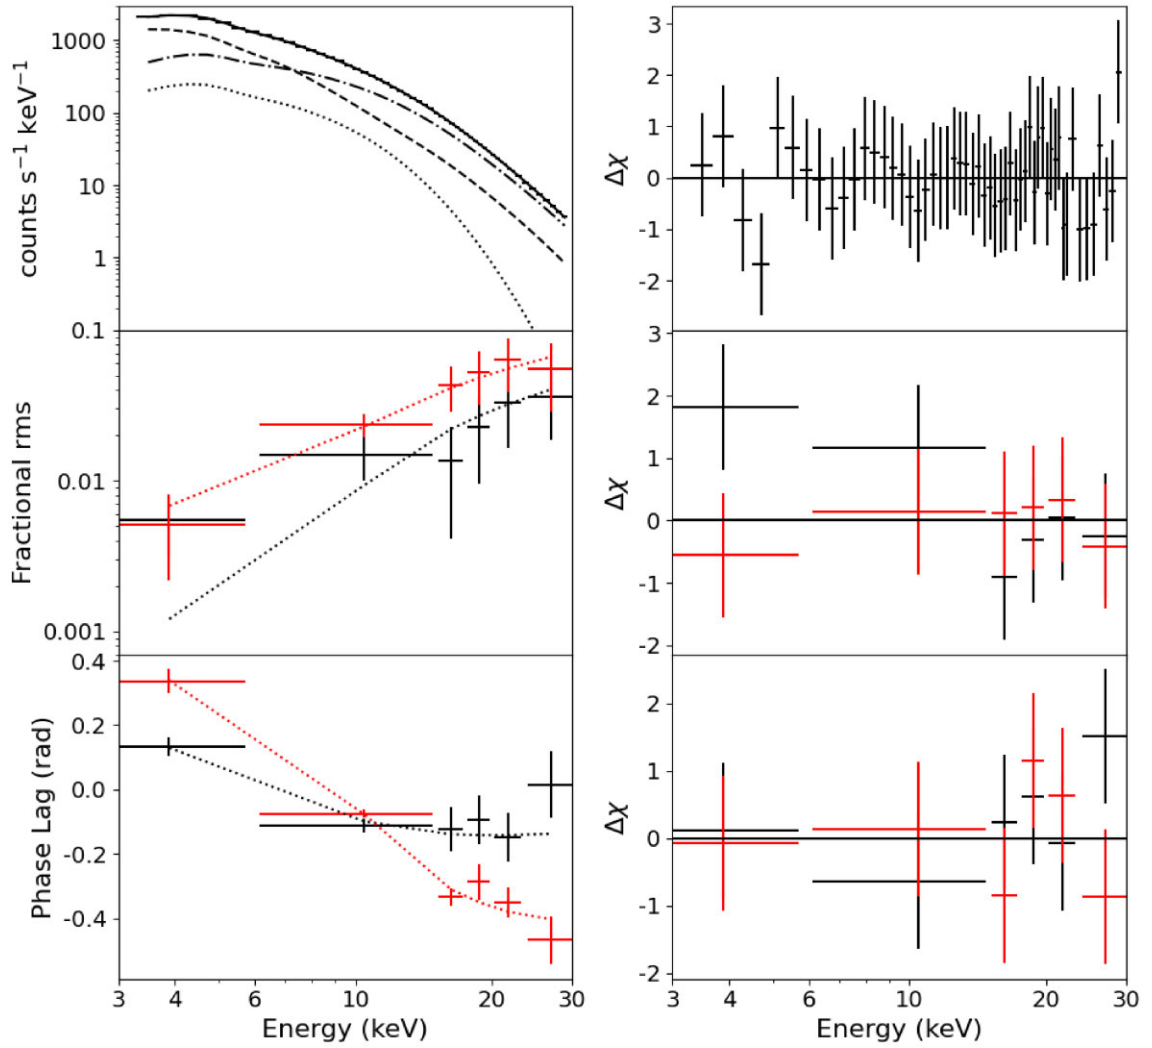 counts s⁻¹ keV⁻¹
1000
100
10
1
0.1
Δχ
3
2
1
0
-1
-2
Fractional rms
0.01
0.001
Δχ
3
2
1
0
-1
-2
Phase Lag (rad)
0.4
0.2
0.0
-0.2
-0.4
3 4 6 10 20 30
Energy (keV)
Δχ
2
1
0
-1
-2
3 4 6 10 20 30
Energy (keV)